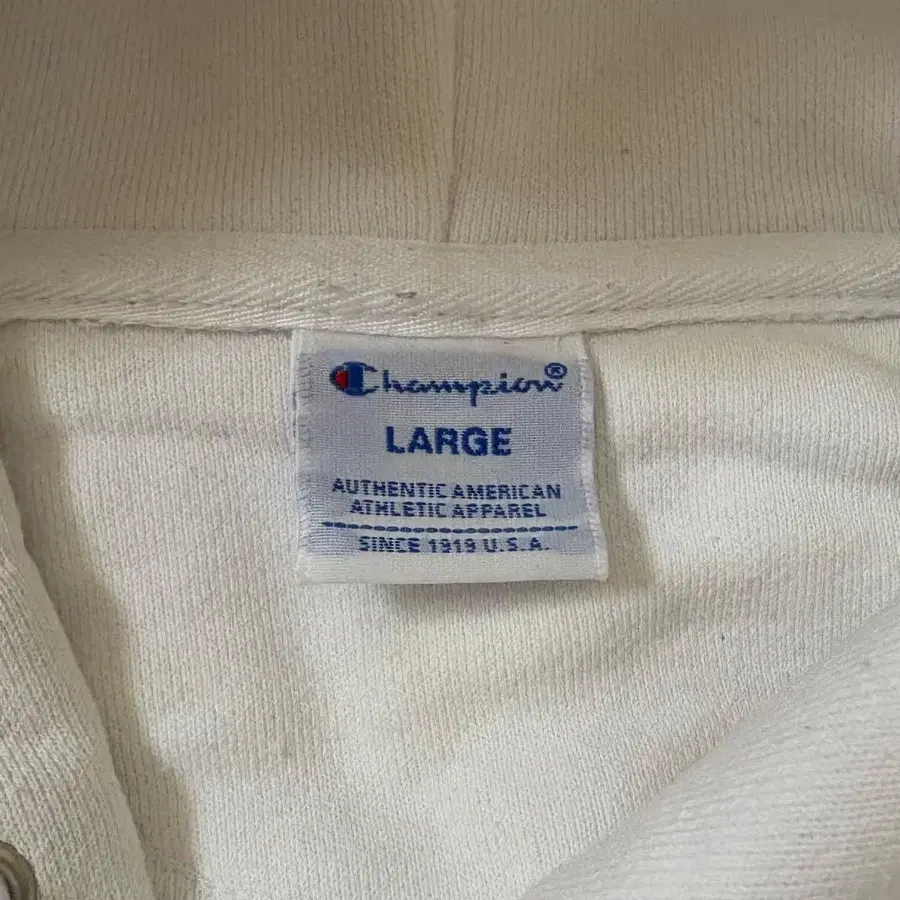 Champion®
LARGE
AUTHENTIC AMERICAN
ATHLETIC APPAREL
SINCE 1919 U.S.A.